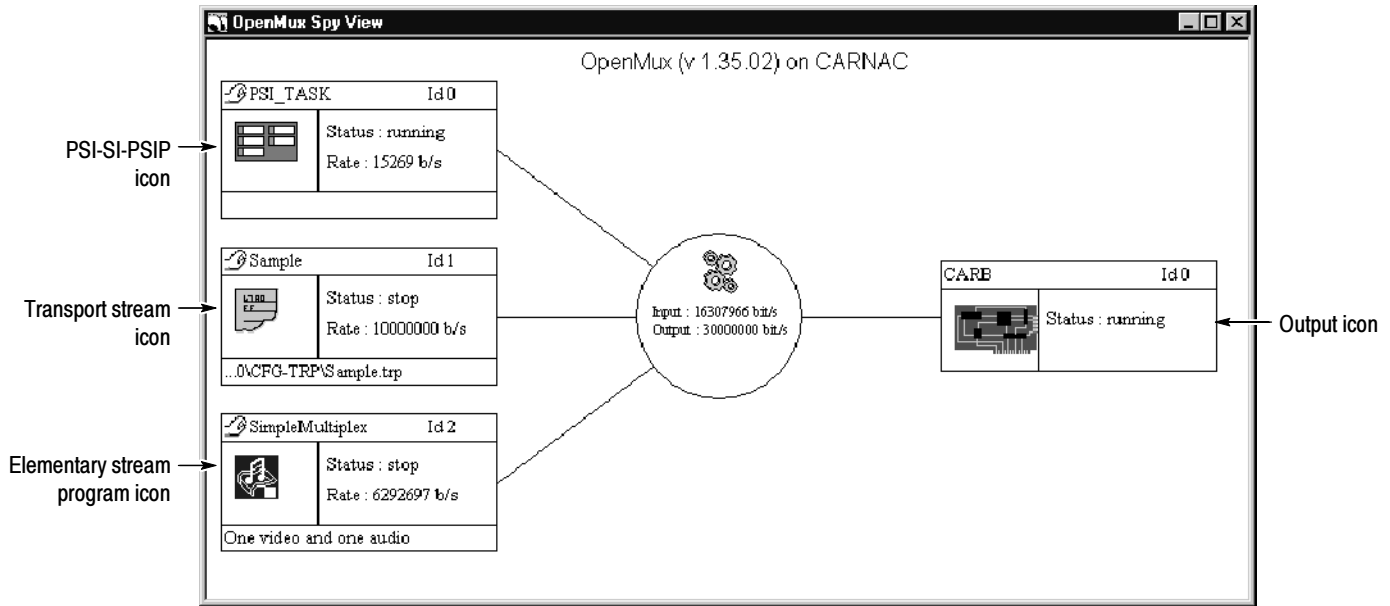 OpenMux Spy View
OpenMux (v 1.35.02) on CARNAC
PSI_TASK Id 0
Status : running
Rate : 15269 b/s
PSI-SI-PSIP
icon
Sample Id 1
Status : stop
Rate : 10000000 b/s
...0\CFG-TRP\Sample.trp
Transport stream
icon
SimpleMultiplex Id 2
Status : stop
Rate : 6292697 b/s
One video and one audio
Elementary stream
program icon
Input : 16307966 bit/s
Output : 30000000 bit/s
CARB Id 0
Status : running
Output icon